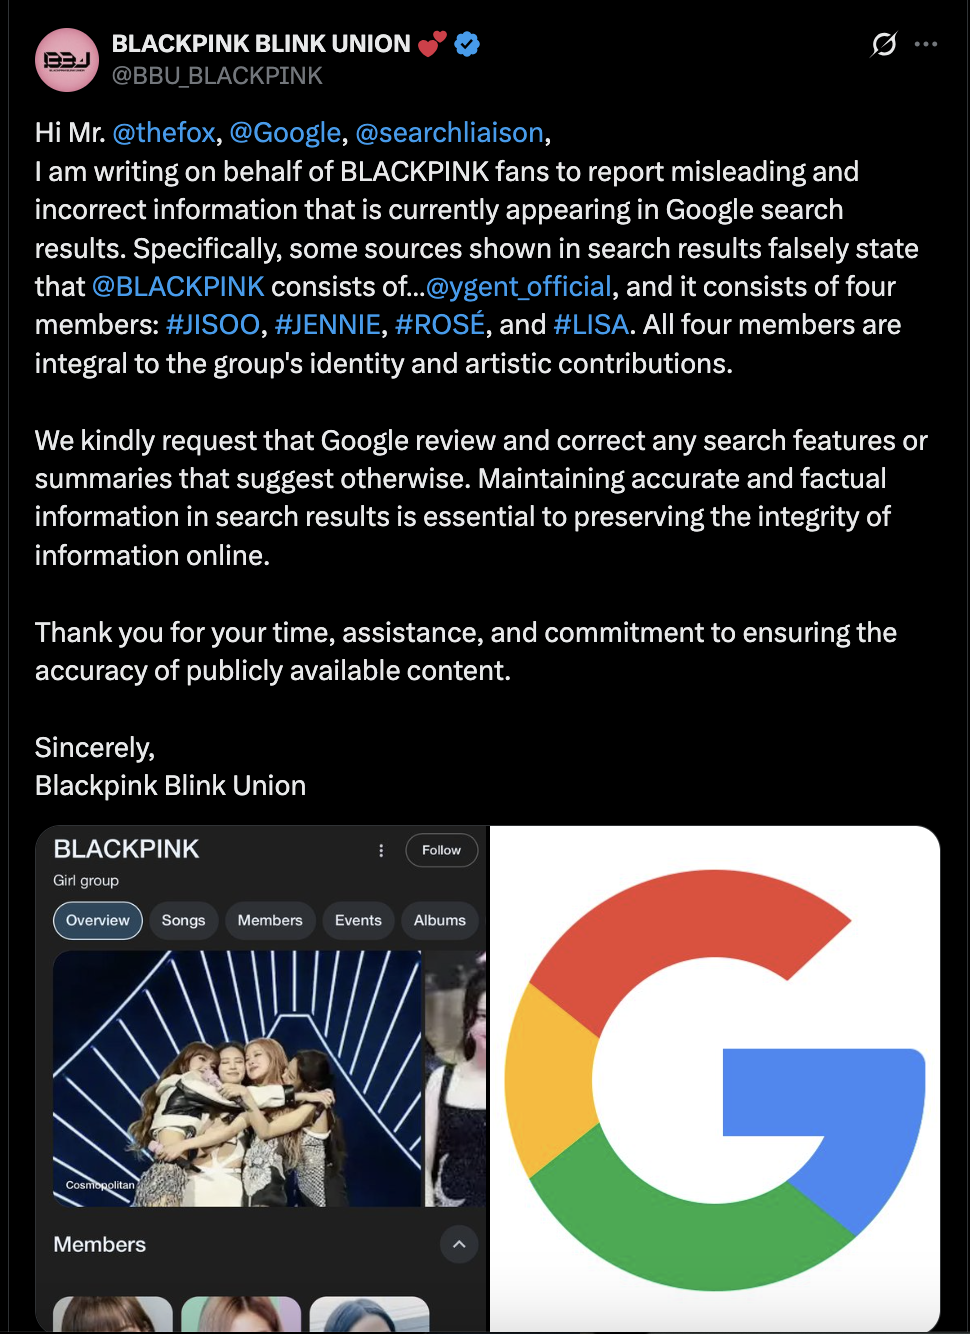 BLACKPINK BLINK UNION 💕
@BBU_BLACKPINK
Hi Mr. @thefox, @Google, @searchliaison,
I am writing on behalf of BLACKPINK fans to report misleading and
incorrect information that is currently appearing in Google search
results. Specifically, some sources shown in search results falsely state
that @BLACKPINK consists of...@ygent_official, and it consists of four
members: #JISOO, #JENNIE, #ROSÉ, and #LISA. All four members are
integral to the group's identity and artistic contributions.
We kindly request that Google review and correct any search features or
summaries that suggest otherwise. Maintaining accurate and factual
information in search results is essential to preserving the integrity of
information online.
Thank you for your time, assistance, and commitment to ensuring the
accuracy of publicly available content.
Sincerely,
Blackpink Blink Union
BLACKPINK
Follow
Girl group
Overview Songs Members Events Albums
Cosmopolitan
Members